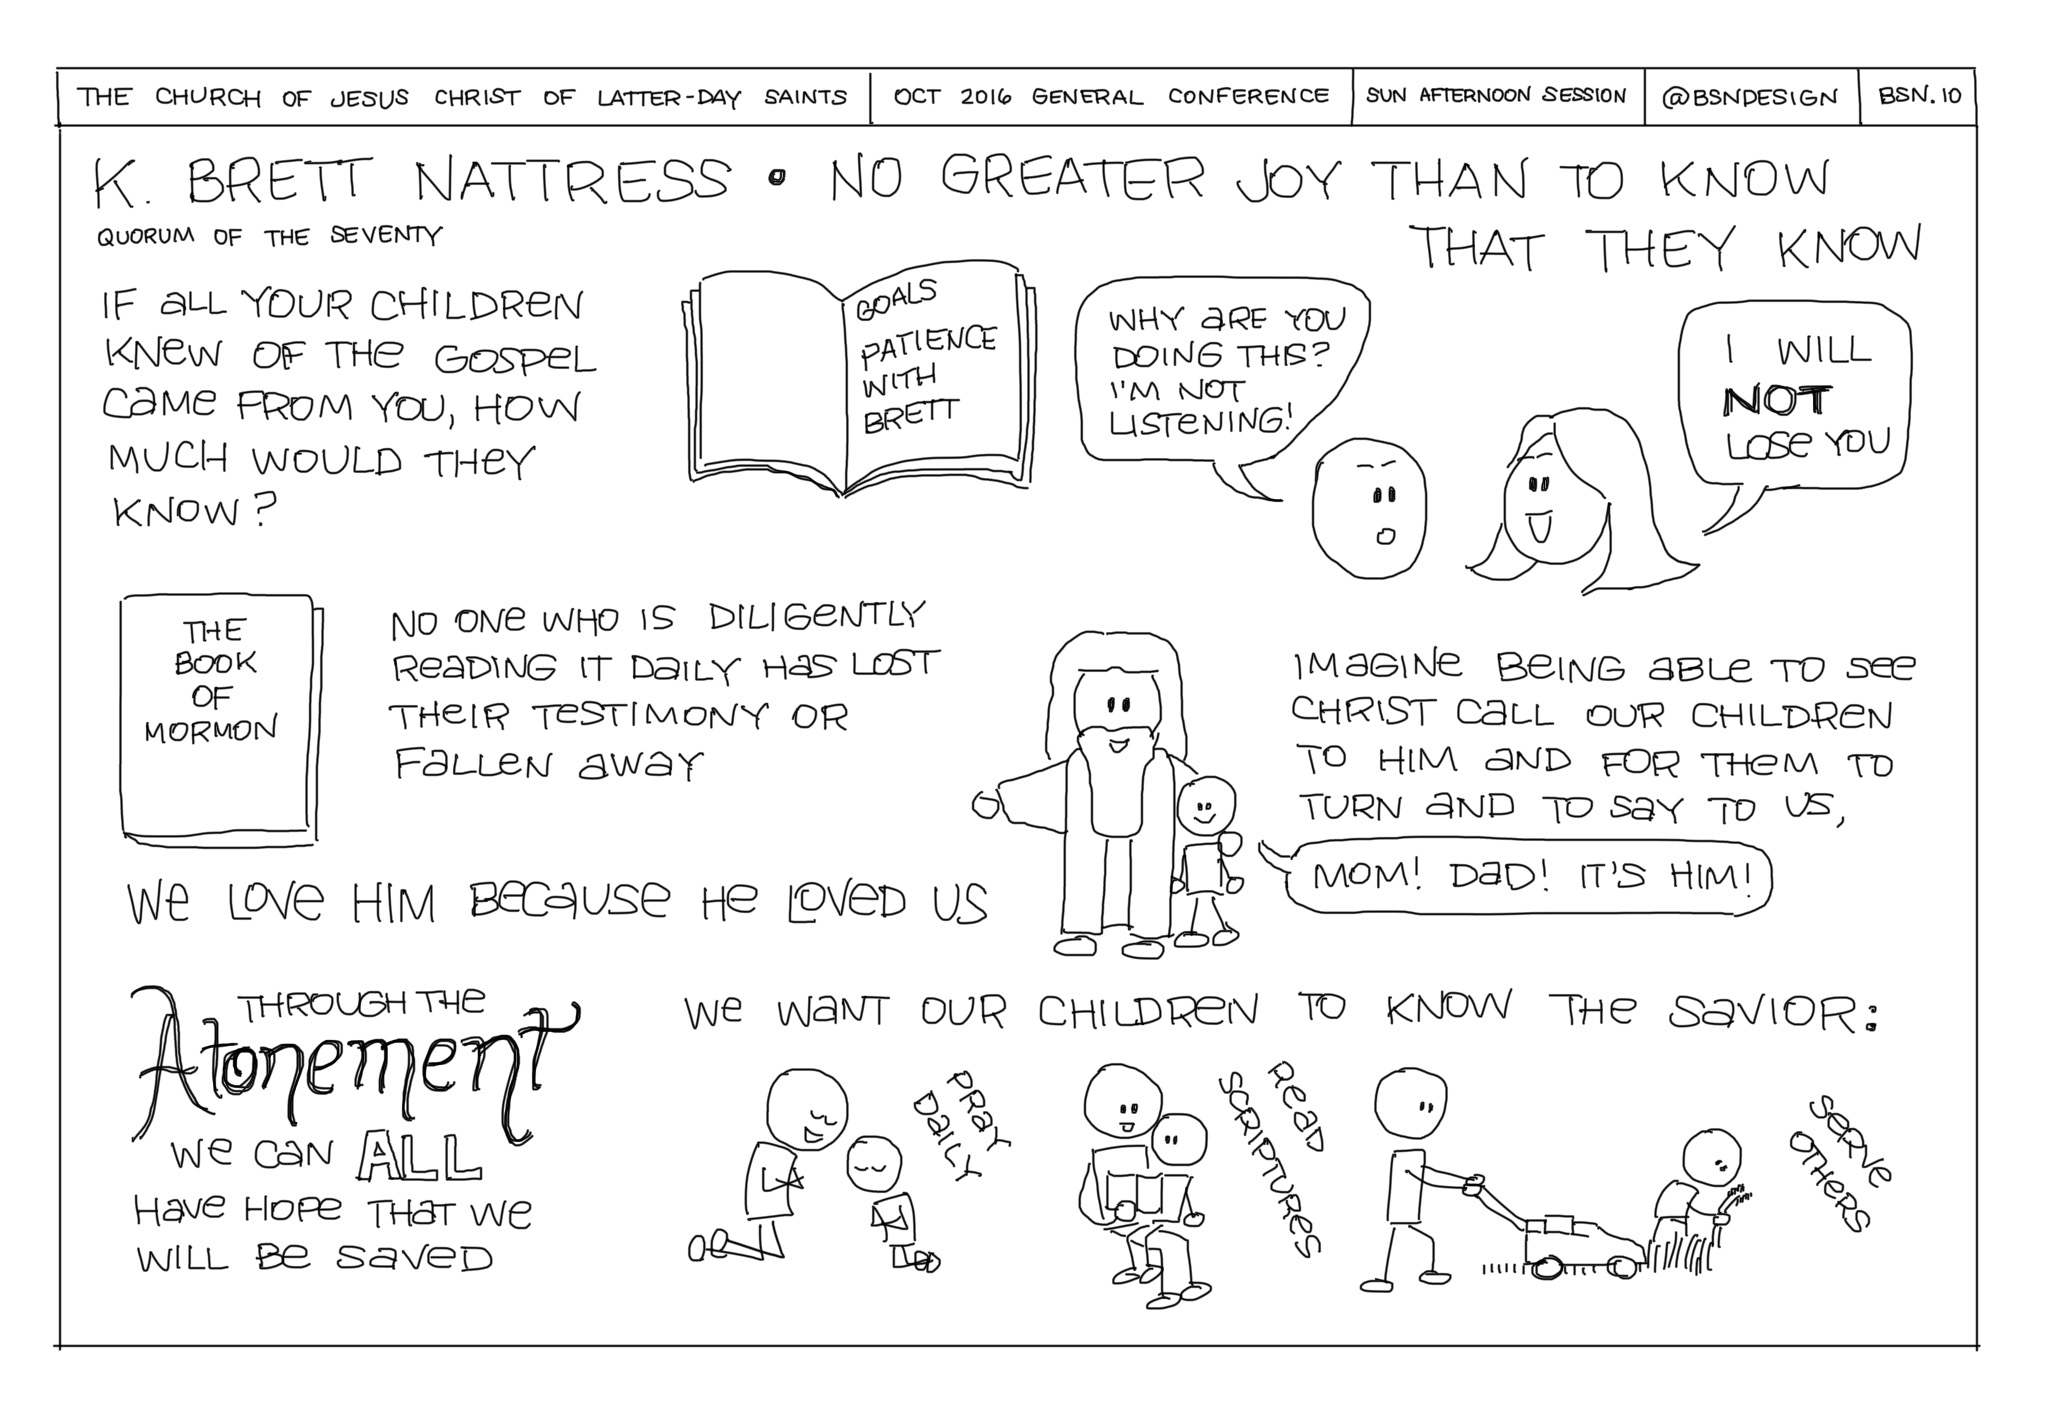 THE CHURCH OF JESUS CHRIST OF LATTER-DAY SAINTS
OCT 2016 GENERAL CONFERENCE
SUN AFTERNOON SESSION
@BSNDESIGN
BSN.10
K. BRETT NATTRESS • NO GREATER JOY THAN TO KNOW
THAT THEY KNOW
QUORUM OF THE SEVENTY
IF ALL YOUR CHILDREN
KNEW OF THE GOSPEL
CAME FROM YOU, HOW
MUCH WOULD THEY
KNOW?
GOALS
PATIENCE
WITH
BRETT
WHY ARE YOU
DOING THIS?
I'M NOT
LISTENING!
I WILL
NOT
LOSE YOU
THE
BOOK
OF
MORMON
NO ONE WHO IS DILIGENTLY
READING IT DAILY HAS LOST
THEIR TESTIMONY OR
FALLEN AWAY
IMAGINE BEING ABLE TO SEE
CHRIST CALL OUR CHILDREN
TO HIM AND FOR THEM TO
TURN AND TO SAY TO US,
MOM! DAD! IT'S HIM!
WE LOVE HIM BECAUSE HE LOVED US
THROUGH THE
Atonement
WE CAN ALL
HAVE HOPE THAT WE
WILL BE SAVED
WE WANT OUR CHILDREN TO KNOW THE SAVIOR:
PRAY
DAILY
READ
SCRIPTURES
SERVE
OTHERS